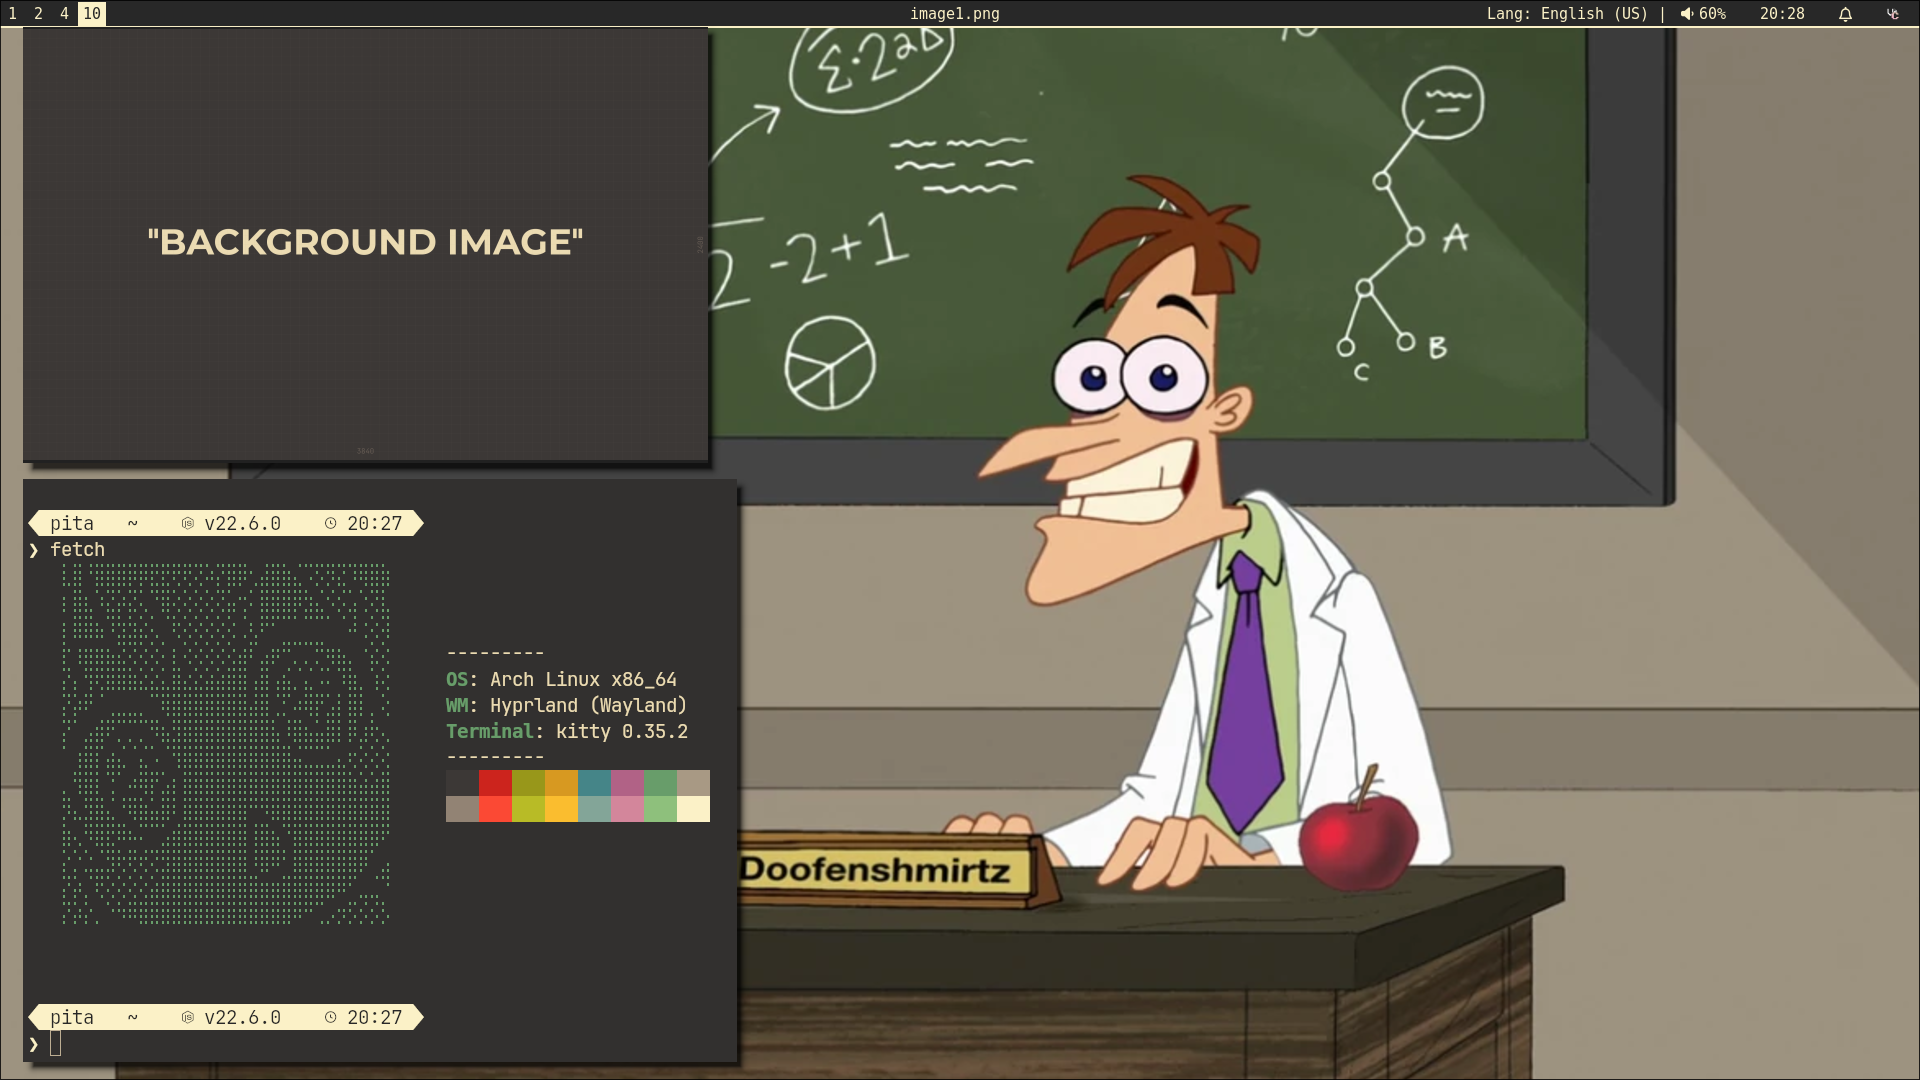 1 2 4 10
image1.png
Lang: English (US) | 60% 20:28
"BACKGROUND IMAGE"
3840
-2+1
A
B
C
pita ~ v22.6.0 20:27
❯ fetch
---------
OS: Arch Linux x86_64
WM: Hyprland (Wayland)
Terminal: kitty 0.35.2
---------
Doofenshmirtz
pita ~ v22.6.0 20:27
❯